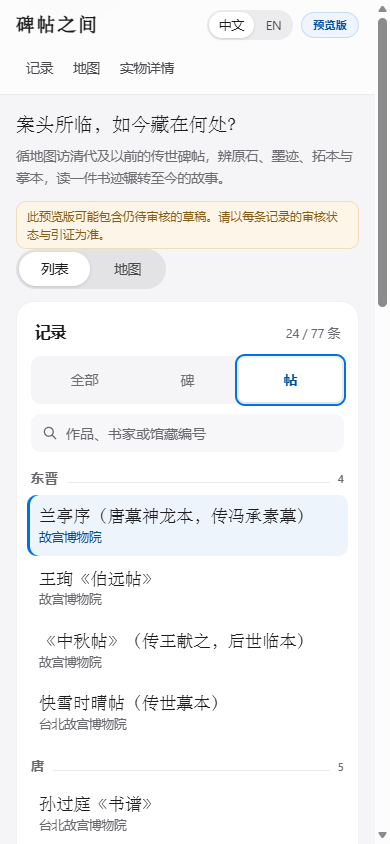 碑帖之间
中文
EN
预览版
记录
地图
实物详情
案头所临，如今藏在何处？
循地图访清代及以前的传世碑帖，辨原石、墨迹、拓本与
摹本，读一件书迹辗转至今的故事。
此预览版可能包含仍待审核的草稿。请以每条记录的审核状
态与引证为准。
列表
地图
记录
24 / 77 条
全部
碑
帖
作品、书家或馆藏编号
东晋
4
兰亭序（唐摹神龙本，传冯承素摹）
故宫博物院
王珣《伯远帖》
故宫博物院
《中秋帖》（传王献之，后世临本）
故宫博物院
快雪时晴帖（传世摹本）
台北故宫博物院
唐
5
孙过庭《书谱》
台北故宫博物院